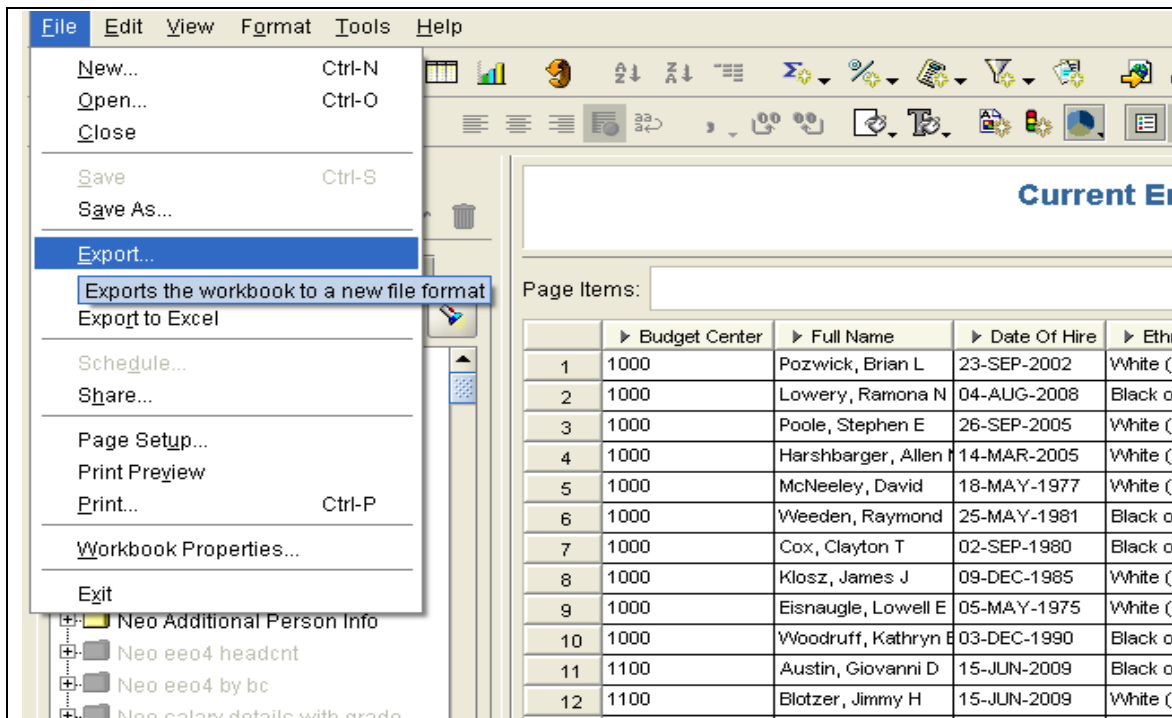 File Edit View Format Tools Help
New... Ctrl-N
Open... Ctrl-O
Close
Save Ctrl-S
Save As...
Export...
Exports the workbook to a new file format
Export to Excel
Schedule...
Share...
Page Setup...
Print Preview
Print... Ctrl-P
Workbook Properties...
Exit
Neo Additional Person Info
Neo eeo4 headcnt
Neo eeo4 by bc
Neo salary details with grade
Current E
Page Items:
Budget Center Full Name Date Of Hire Eth
1 1000 Pozwick, Brian L 23-SEP-2002 White (
2 1000 Lowery, Ramona N 04-AUG-2008 Black o
3 1000 Poole, Stephen E 26-SEP-2005 White (
4 1000 Harshbarger, Allen 14-MAR-2005 White (
5 1000 McNeeley, David 18-MAY-1977 White (
6 1000 Weeden, Raymond 25-MAY-1981 Black o
7 1000 Cox, Clayton T 02-SEP-1980 Black o
8 1000 Klosz, James J 09-DEC-1985 White (
9 1000 Eisnaugle, Lowell E 05-MAY-1975 White (
10 1000 Woodruff, Kathryn E 03-DEC-1990 Black o
11 1100 Austin, Giovanni D 15-JUN-2009 Black o
12 1100 Blotzer, Jimmy H 15-JUN-2009 White (